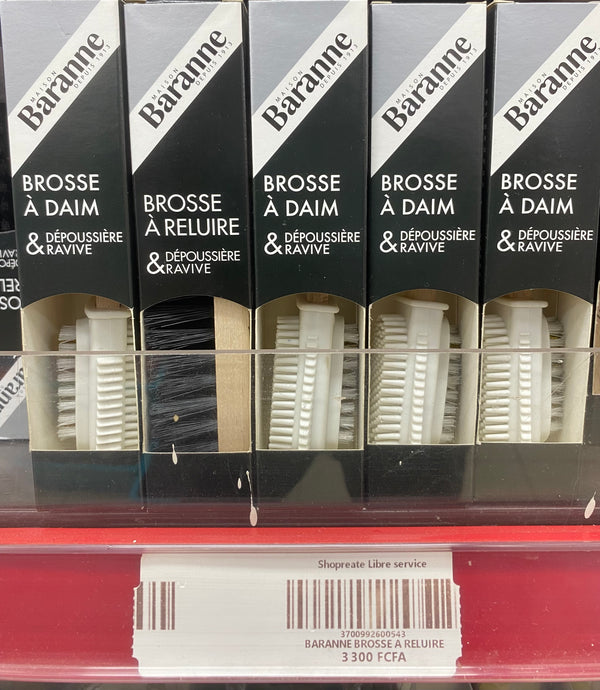 MAISON
Baranne
DEPUIS 1913
BROSSE
À DAIM
& DÉPOUSSIÈRE
RAVIVE
MAISON
Baranne
DEPUIS 1913
BROSSE
À RELUIRE
& DÉPOUSSIÈRE
RAVIVE
MAISON
Baranne
DEPUIS 1913
BROSSE
À DAIM
& DÉPOUSSIÈRE
RAVIVE
MAISON
Baranne
DEPUIS 1913
BROSSE
À DAIM
& DÉPOUSSIÈRE
RAVIVE
MAISON
Baranne
DEPUIS 1913
BROSSE
À DAIM
& DÉPOUSSIÈRE
RAVIVE
Shopreate Libre service
3700992600543
BARANNE BROSSE A RELUIRE
3 300 FCFA